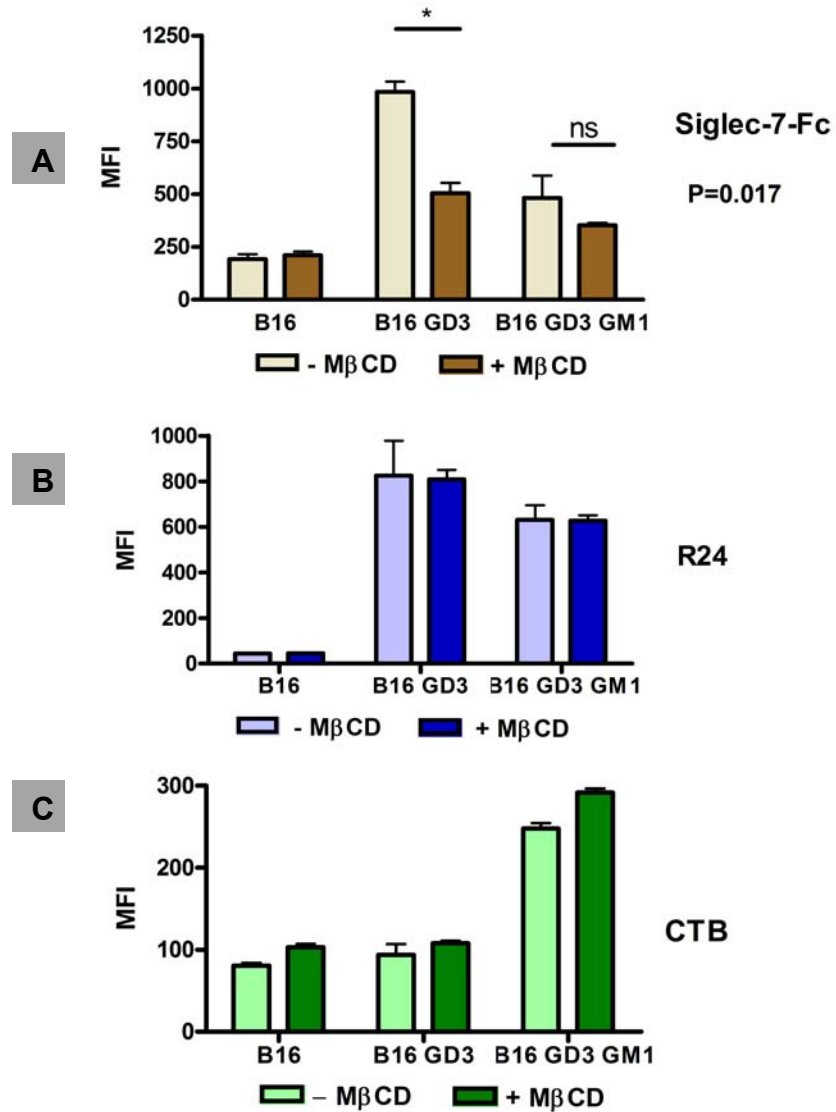 A
MFI
1250
1000
750
500
250
0
*
ns
B16
B16 GD3
B16 GD3 GM1
- MβCD
+ MβCD
Siglec-7-Fc
P=0.017
B
MFI
1000
800
600
400
200
0
B16
B16 GD3
B16 GD3 GM1
- MβCD
+ MβCD
R24
C
MFI
300
200
100
0
B16
B16 GD3
B16 GD3 GM1
– MβCD
+ MβCD
CTB